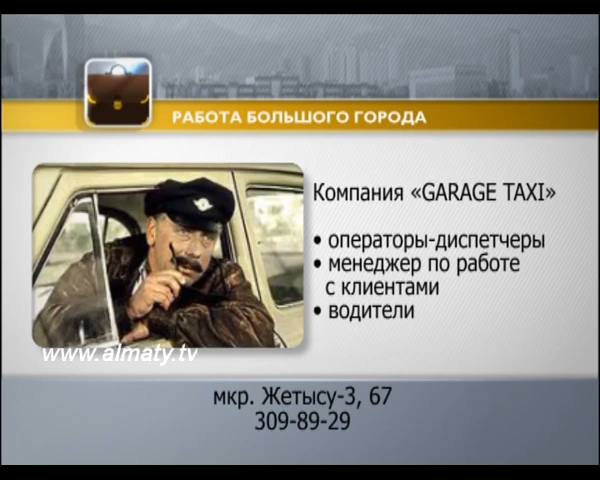 РАБОТА БОЛЬШОГО ГОРОДА
Компания «GARAGE TAXI»
• операторы-диспетчеры
• менеджер по работе
с клиентами
• водители
www.almaty.tv
мкр. Жетысу-3, 67
309-89-29